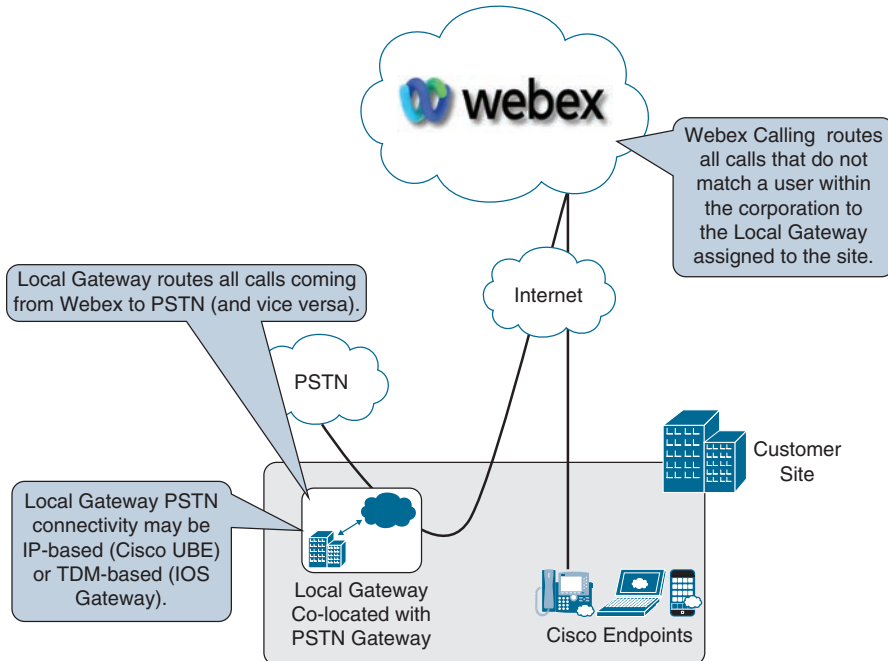 webex
Webex Calling routes
all calls that do not
match a user within
the corporation to
the Local Gateway
assigned to the site.
Local Gateway routes all calls coming
from Webex to PSTN (and vice versa).
Internet
PSTN
Customer
Site
Local Gateway PSTN
connectivity may be
IP-based (Cisco UBE)
or TDM-based (IOS
Gateway).
Local Gateway
Co-located with
PSTN Gateway
Cisco Endpoints